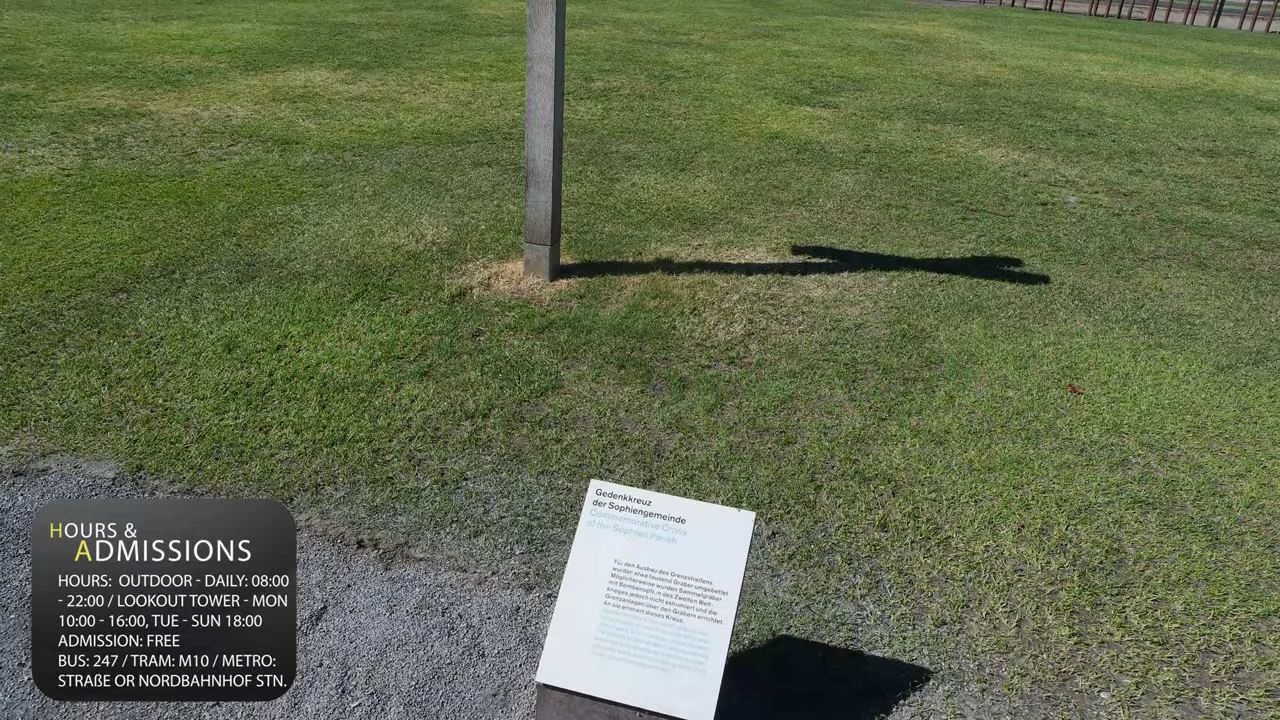 Gedenkkreuz
der Sophiengemeinde
Commemorative Cross
of the Sophien Parish
Für den Ausbau des Grenzstreifens
wurden etwa tausend Gräber umgebettet.
Möglicherweise wurden Sammelgräber
mit Bombenopfern des Zweiten Welt-
krieges jedoch nicht exhumiert und die
Grenzanlagen über den Gräbern errichtet.
An sie erinnert dieses Kreuz.
HOURS &
ADMISSIONS
HOURS: OUTDOOR - DAILY: 08:00
- 22:00 / LOOKOUT TOWER - MON
10:00 - 16:00, TUE - SUN 18:00
ADMISSION: FREE
BUS: 247 / TRAM: M10 / METRO:
STRAßE OR NORDBAHNHOF STN.